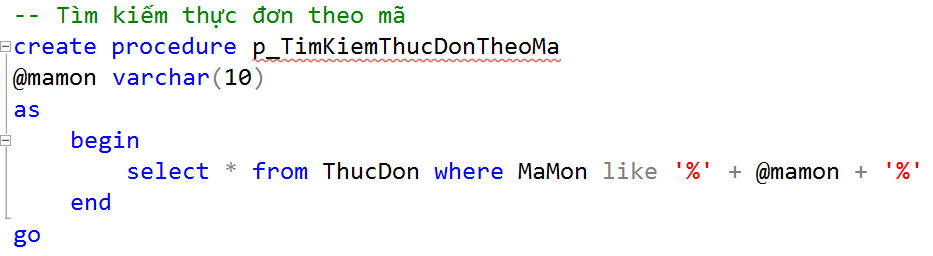 -- Tìm kiếm thực đơn theo mã
create procedure p_TimKiemThucDonTheoMa
@mamon varchar(10)
as
begin
select * from ThucDon where MaMon like '%' + @mamon + '%'
end
go